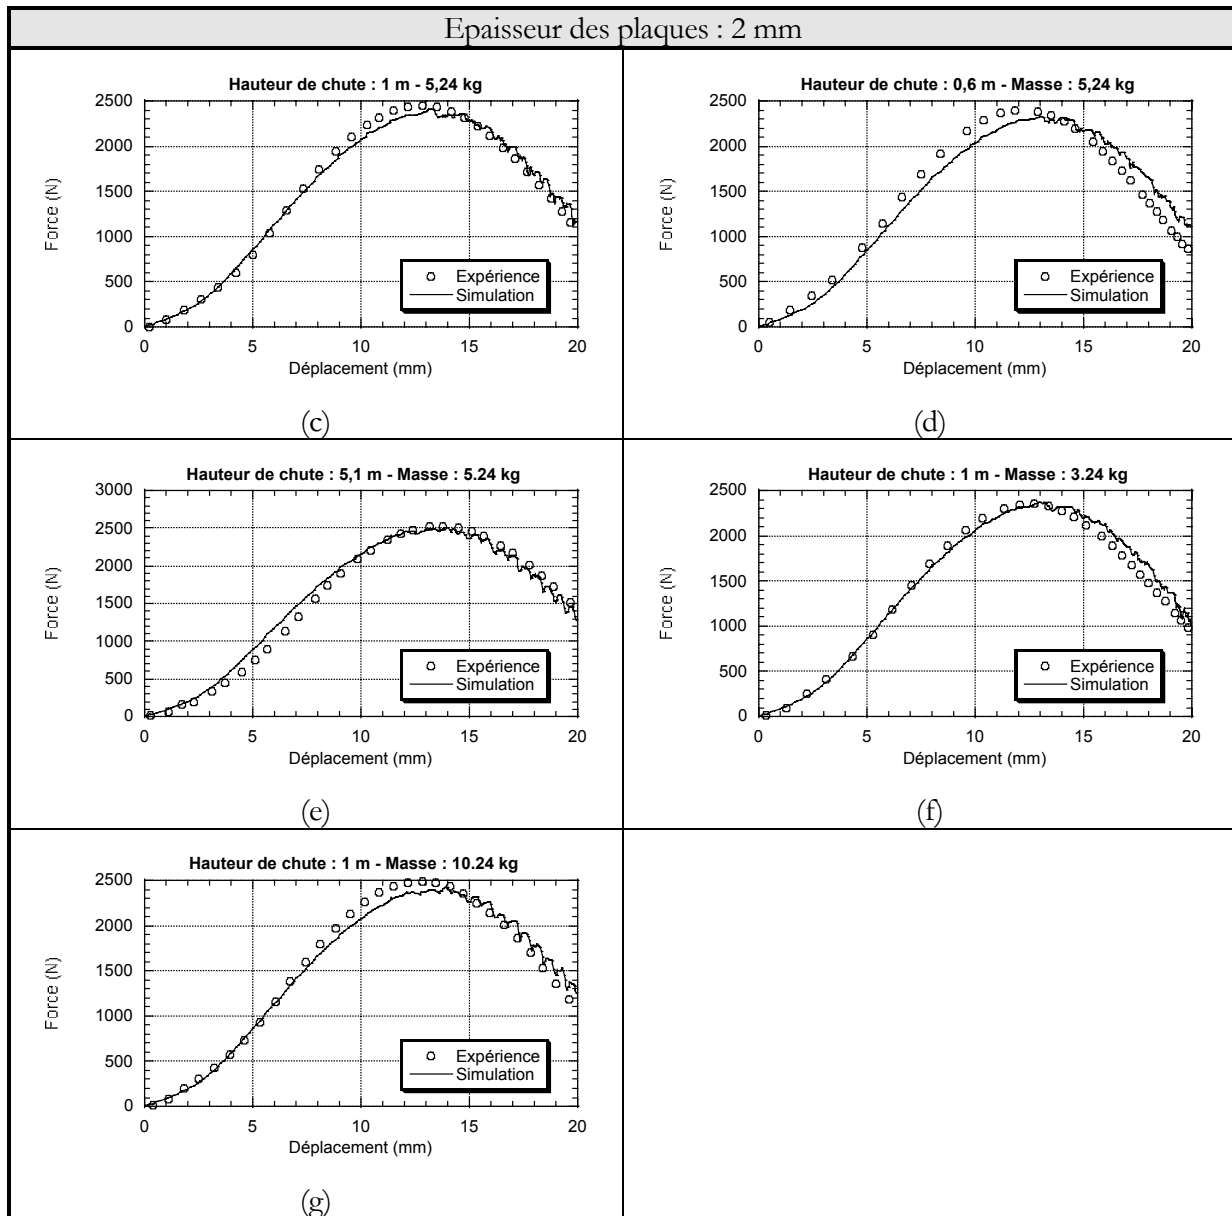 Epaisseur des plaques : 2 mm
Hauteur de chute : 1 m - 5,24 kg
2500
2000
1500
1000
500
0
Force (N)
Expérience
Simulation
0 5 10 15 20
Déplacement (mm)
(c)
Hauteur de chute : 0,6 m - Masse : 5,24 kg
2500
2000
1500
1000
500
0
Force (N)
Expérience
Simulation
0 5 10 15 20
Déplacement (mm)
(d)
Hauteur de chute : 5,1 m - Masse : 5.24 kg
3000
2500
2000
1500
1000
500
0
Force (N)
Expérience
Simulation
0 5 10 15 20
Déplacement (mm)
(e)
Hauteur de chute : 1 m - Masse : 3.24 kg
2500
2000
1500
1000
500
0
Force (N)
Expérience
Simulation
0 5 10 15 20
Déplacement (mm)
(f)
Hauteur de chute : 1 m - Masse : 10.24 kg
2500
2000
1500
1000
500
0
Force (N)
Expérience
Simulation
0 5 10 15 20
Déplacement (mm)
(g)